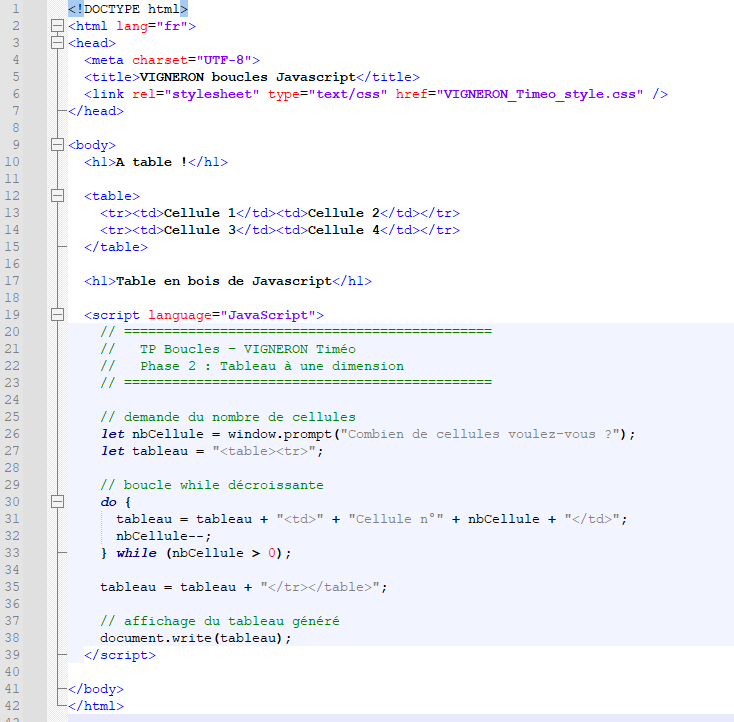 1 <!DOCTYPE html>
2 <html lang="fr">
3 <head>
4 <meta charset="UTF-8">
5 <title>VIGNERON boucles Javascript</title>
6 <link rel="stylesheet" type="text/css" href="VIGNERON_Timeo_style.css" />
7 </head>
8
9 <body>
10 <h1>A table !</h1>
11
12 <table>
13 <tr><td>Cellule 1</td><td>Cellule 2</td></tr>
14 <tr><td>Cellule 3</td><td>Cellule 4</td></tr>
15 </table>
16
17 <h1>Table en bois de Javascript</h1>
18
19 <script language="JavaScript">
20 // ==============================================
21 // TP Boucles - VIGNERON Timéo
22 // Phase 2 : Tableau à une dimension
23 // ==============================================
24
25 // demande du nombre de cellules
26 let nbCellule = window.prompt("Combien de cellules voulez-vous ?");
27 let tableau = "<table><tr>";
28
29 // boucle while décroissante
30 do {
31 tableau = tableau + "<td>" + "Cellule n°" + nbCellule + "</td>";
32 nbCellule--;
33 } while (nbCellule > 0);
34
35 tableau = tableau + "</tr></table>";
36
37 // affichage du tableau généré
38 document.write(tableau);
39 </script>
40
41 </body>
42 </html>